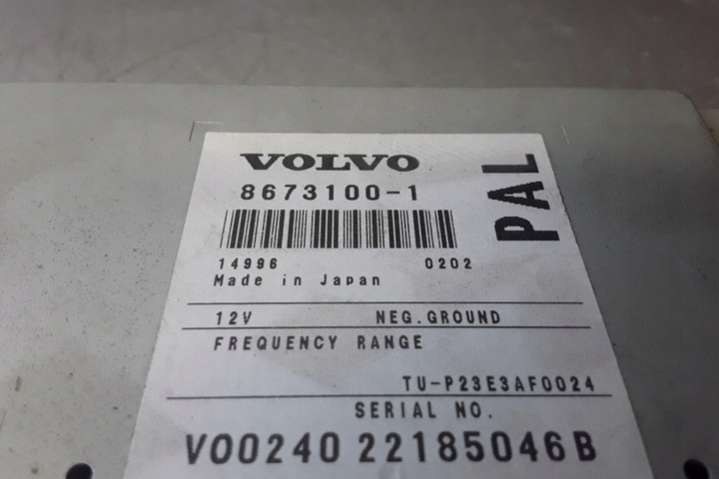 VOLVO
8673100-1
PAL
14996 0202
Made in Japan
12V NEG.GROUND
FREQUENCY RANGE
TU-P23E3AF0024
SERIAL NO.
V00240 22185046B